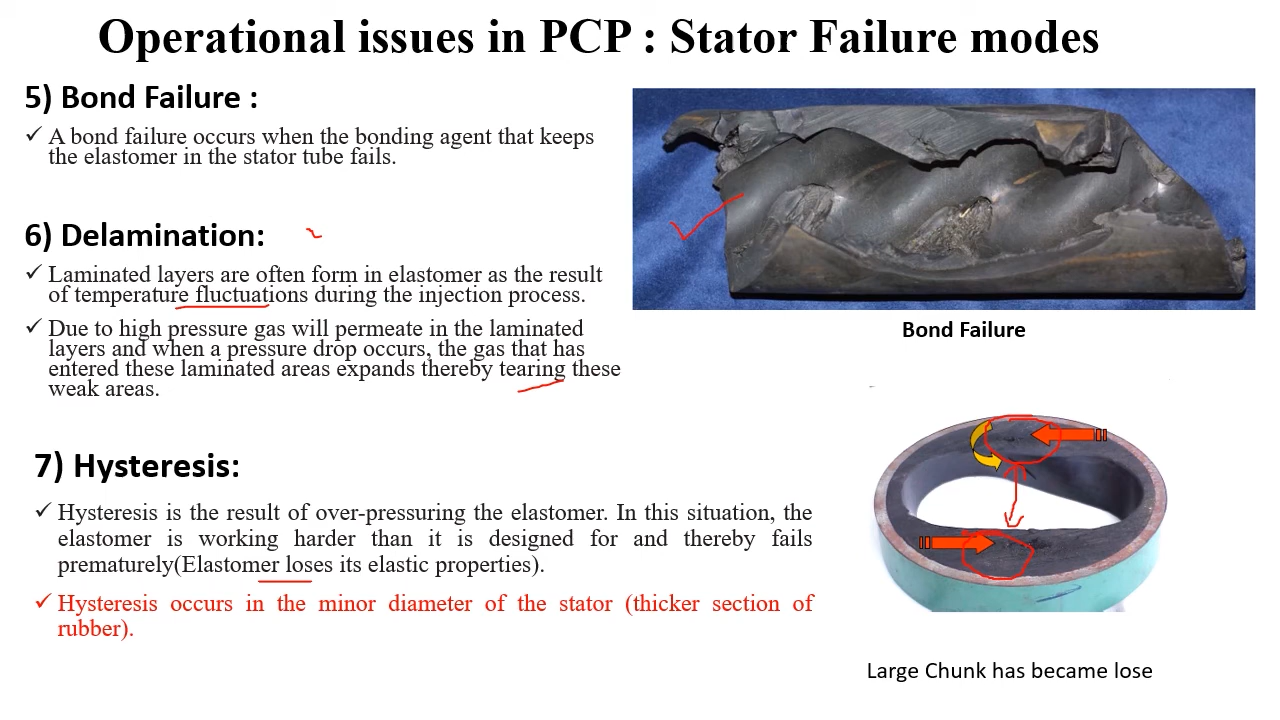 Operational issues in PCP : Stator Failure modes
5) Bond Failure :
✓ A bond failure occurs when the bonding agent that keeps
the elastomer in the stator tube fails.
6) Delamination:
✓ Laminated layers are often form in elastomer as the result
of temperature fluctuations during the injection process.
✓ Due to high pressure gas will permeate in the laminated
layers and when a pressure drop occurs, the gas that has
entered these laminated areas expands thereby tearing these
weak areas.
7) Hysteresis:
✓ Hysteresis is the result of over-pressuring the elastomer. In this situation, the
elastomer is working harder than it is designed for and thereby fails
prematurely(Elastomer loses its elastic properties).
✓ Hysteresis occurs in the minor diameter of the stator (thicker section of
rubber).
Bond Failure
Large Chunk has became lose